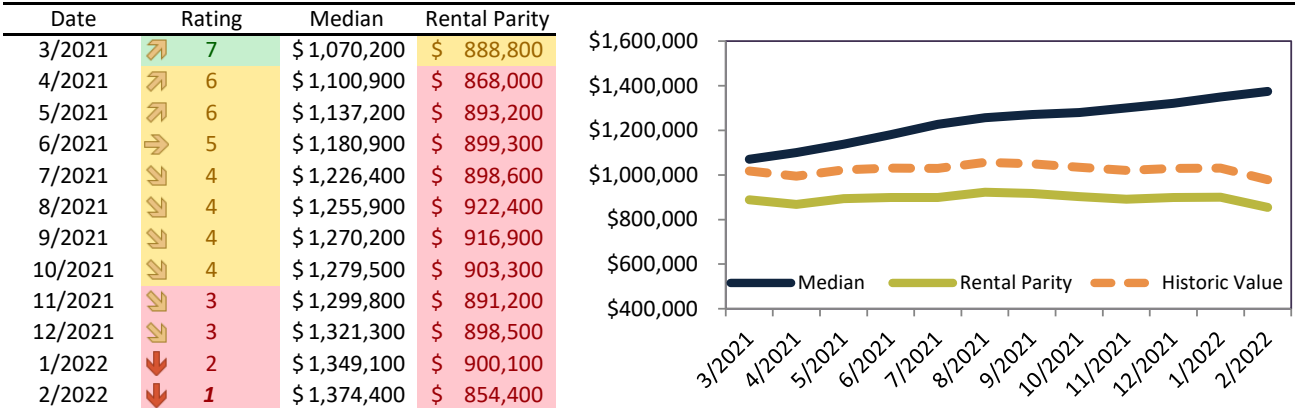 Date Rating Median Rental Parity
3/2021 7 $ 1,070,200 $ 888,800
4/2021 6 $ 1,100,900 $ 868,000
5/2021 6 $ 1,137,200 $ 893,200
6/2021 5 $ 1,180,900 $ 899,300
7/2021 4 $ 1,226,400 $ 898,600
8/2021 4 $ 1,255,900 $ 922,400
9/2021 4 $ 1,270,200 $ 916,900
10/2021 4 $ 1,279,500 $ 903,300
11/2021 3 $ 1,299,800 $ 891,200
12/2021 3 $ 1,321,300 $ 898,500
1/2022 2 $ 1,349,100 $ 900,100
2/2022 1 $ 1,374,400 $ 854,400
$1,600,000
$1,400,000
$1,200,000
$1,000,000
$800,000
$600,000
$400,000
Median Rental Parity Historic Value
3/2021 4/2021 5/2021 6/2021 7/2021 8/2021 9/2021 10/2021 11/2021 12/2021 1/2022 2/2022